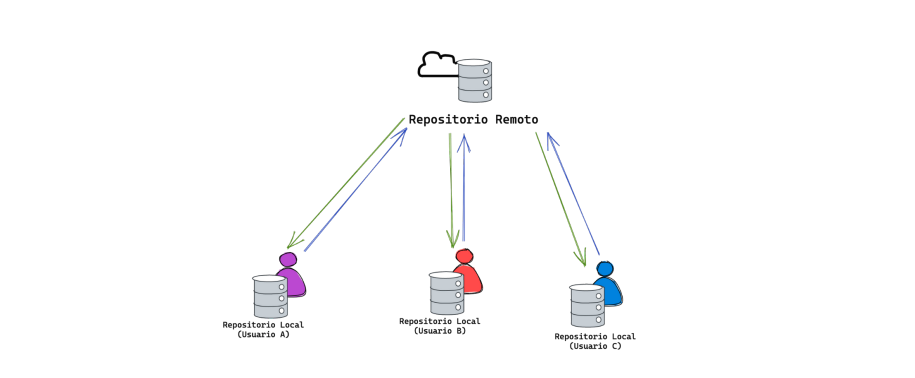 Repositorio Remoto
Repositorio Local
(Usuario A)
Repositorio Local
(Usuario B)
Repositorio Local
(Usuario C)